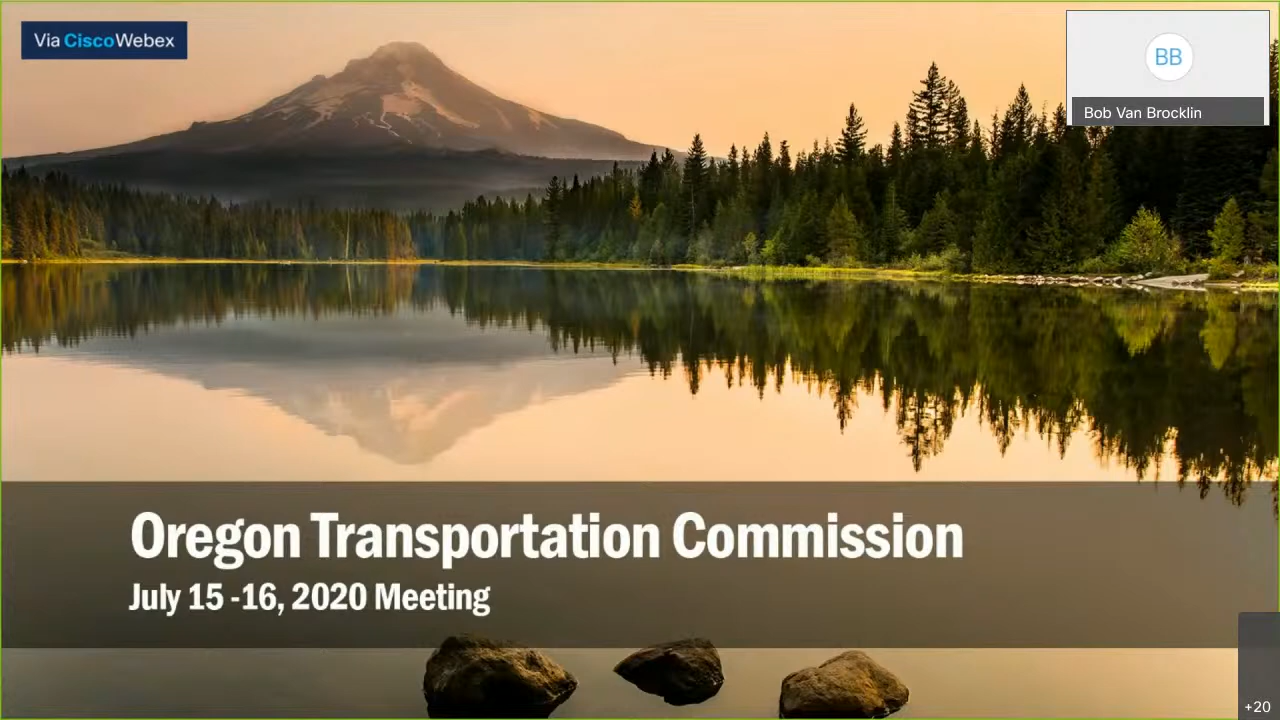 Via CiscoWebex
BB
Bob Van Brocklin
Oregon Transportation Commission
July 15 -16, 2020 Meeting
+20